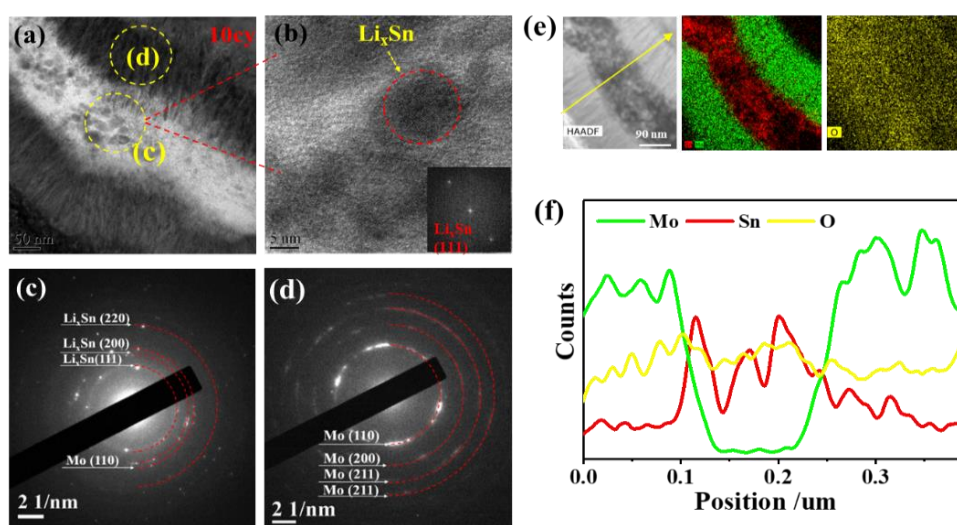 (a)
10cy
(d)
(c)
50 nm
(b)
LiₓSn
5 nm
LiₓSn
(111)
(e)
HAADF
90 nm
O
(c)
LiₓSn (220)
LiₓSn (200)
LiₓSn(111)
Mo (110)
2 1/nm
(d)
Mo (110)
Mo (200)
Mo (211)
Mo (211)
2 1/nm
(f)
Mo
Sn
O
Counts
0.0
0.1
0.2
0.3
Position /um